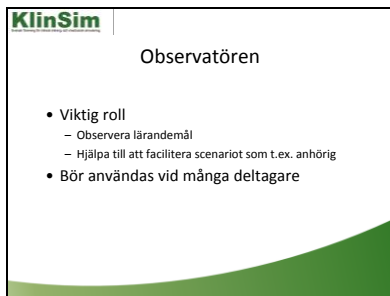 KlinSim
Observatören
• Viktig roll
– Observera lärandemål
– Hjälpa till att facilitera scenariot som t.ex. anhörig
• Bör användas vid många deltagare